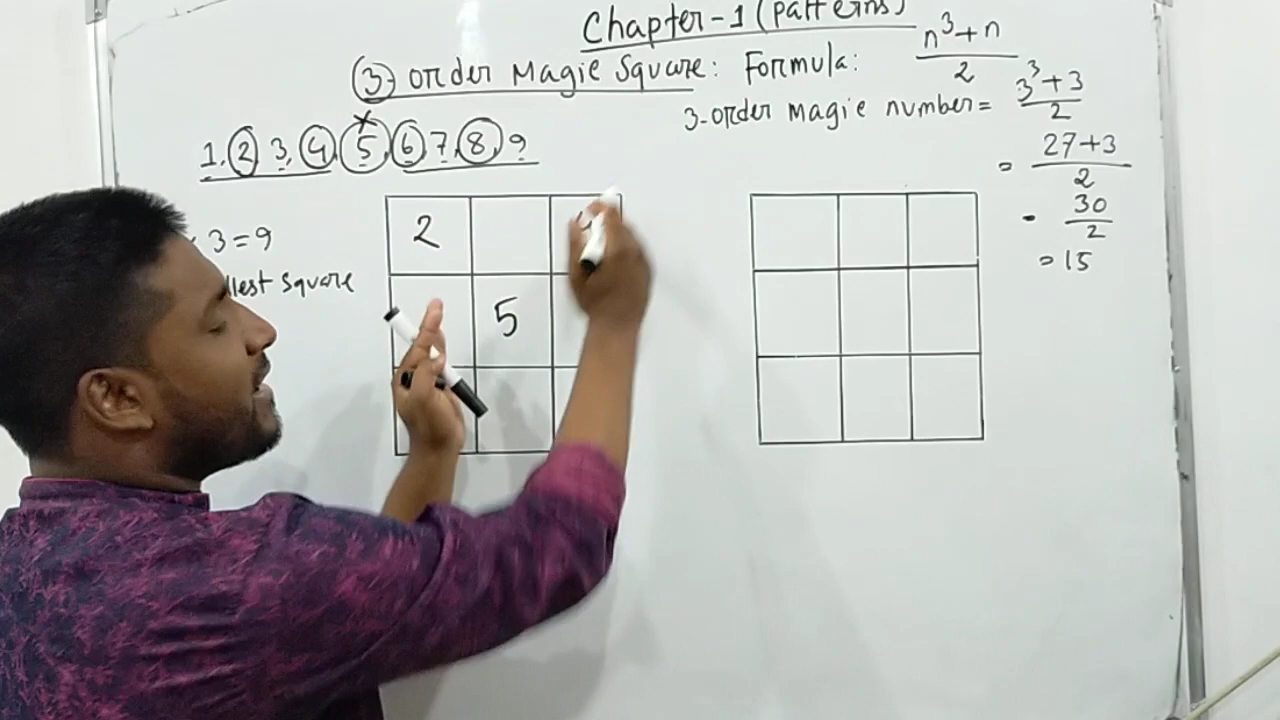 Chapter-1 (Patterns)
3-order Magic Square: Formula: n³+n
2
3-order magic number= 3³+3
2
1, 2, 3, 4, 5, 6, 7, 8, 9
= 27+3
2
3=9
= 30
2
Square
=15
2
5